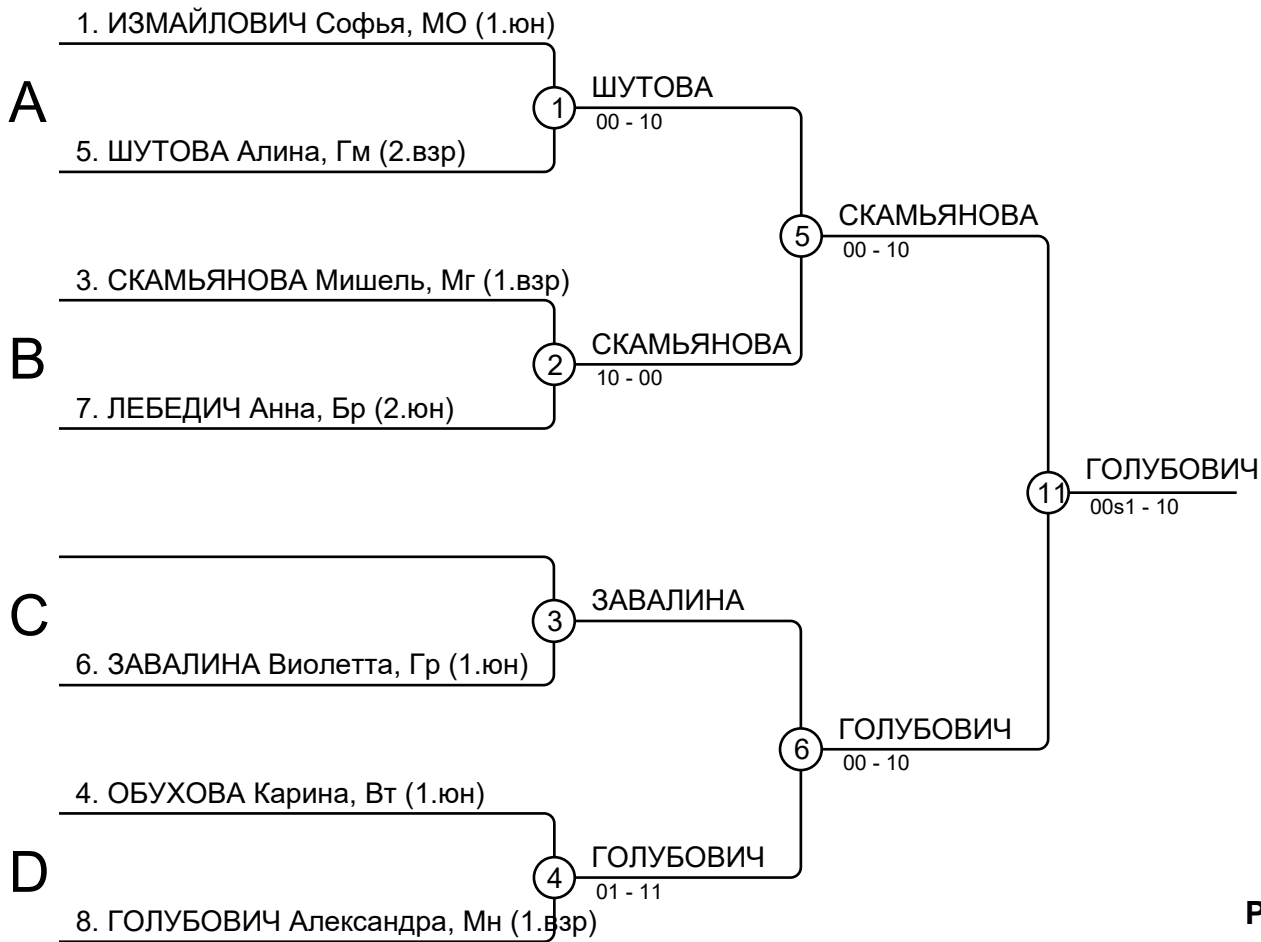 1. ИЗМАЙЛОВИЧ Софья, МО (1.юн)
A
1
ШУТОВА
00 - 10
5. ШУТОВА Алина, Гм (2.взр)
5
СКАМЬЯНОВА
00 - 10
3. СКАМЬЯНОВА Мишель, Мг (1.взр)
B
2
СКАМЬЯНОВА
10 - 00
7. ЛЕБЕДИЧ Анна, Бр (2.юн)
11
ГОЛУБОВИЧ
00s1 - 10
C
3
ЗАВАЛИНА
6. ЗАВАЛИНА Виолетта, Гр (1.юн)
6
ГОЛУБОВИЧ
00 - 10
4. ОБУХОВА Карина, Вт (1.юн)
D
4
ГОЛУБОВИЧ
01 - 11
8. ГОЛУБОВИЧ Александра, Мн (1.взр)